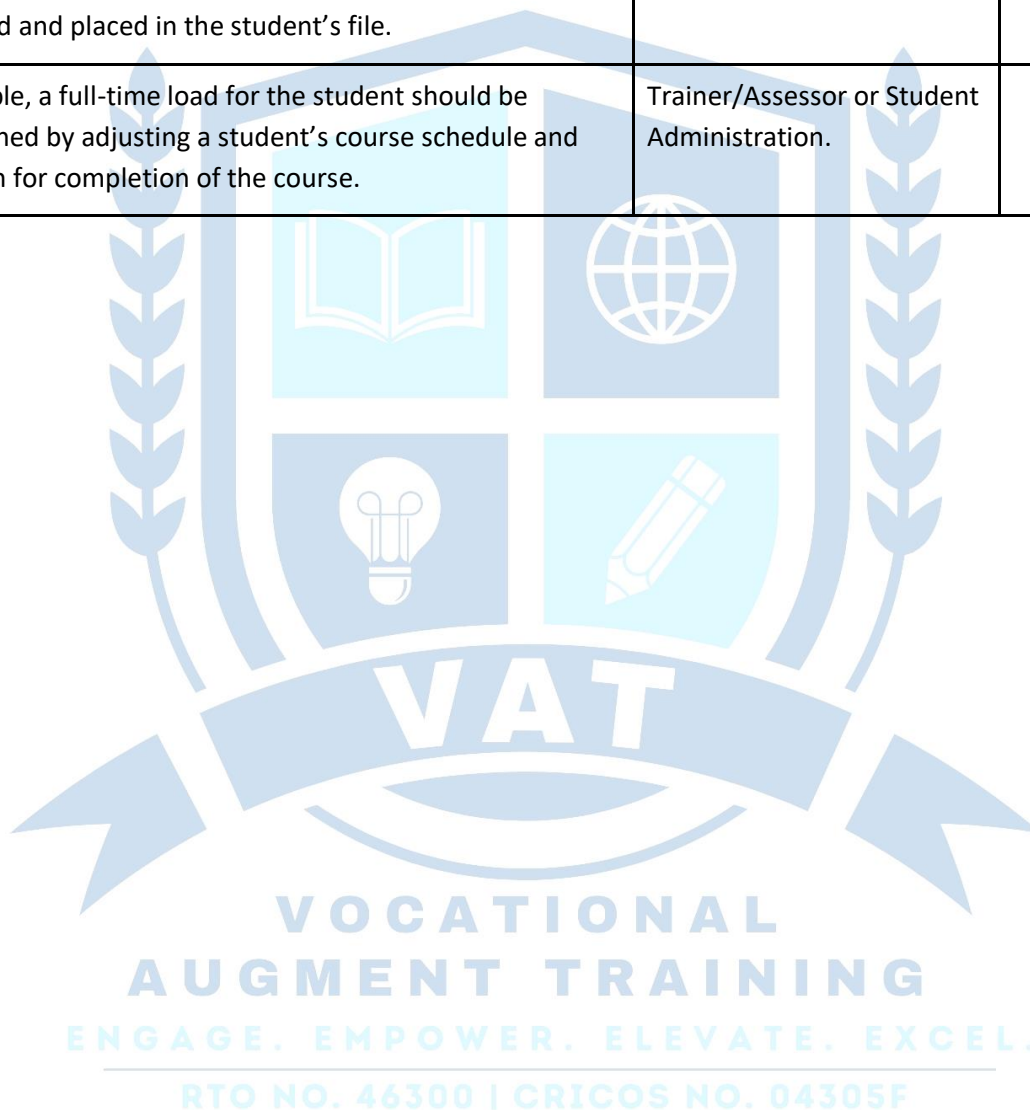 d and placed in the student's file.
ble, a full-time load for the student should be
ned by adjusting a student's course schedule and
n for completion of the course.
Trainer/Assessor or Student
Administration.
VAT
VOCATIONAL
AUGMENT TRAINING
ENGAGE. EMPOWER. ELEVATE. EXCEL.
RTO NO. 46300 | CRICOS NO. 04305F